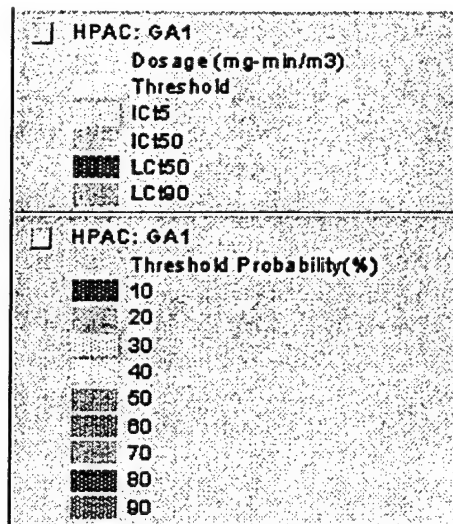 HPAC: GA1
Dosage (mg-min/m3)
Threshold
ICt5
ICt50
LCt50
LCt90
HPAC: GA1
Threshold Probability(%)
10
20
30
40
50
60
70
80
90